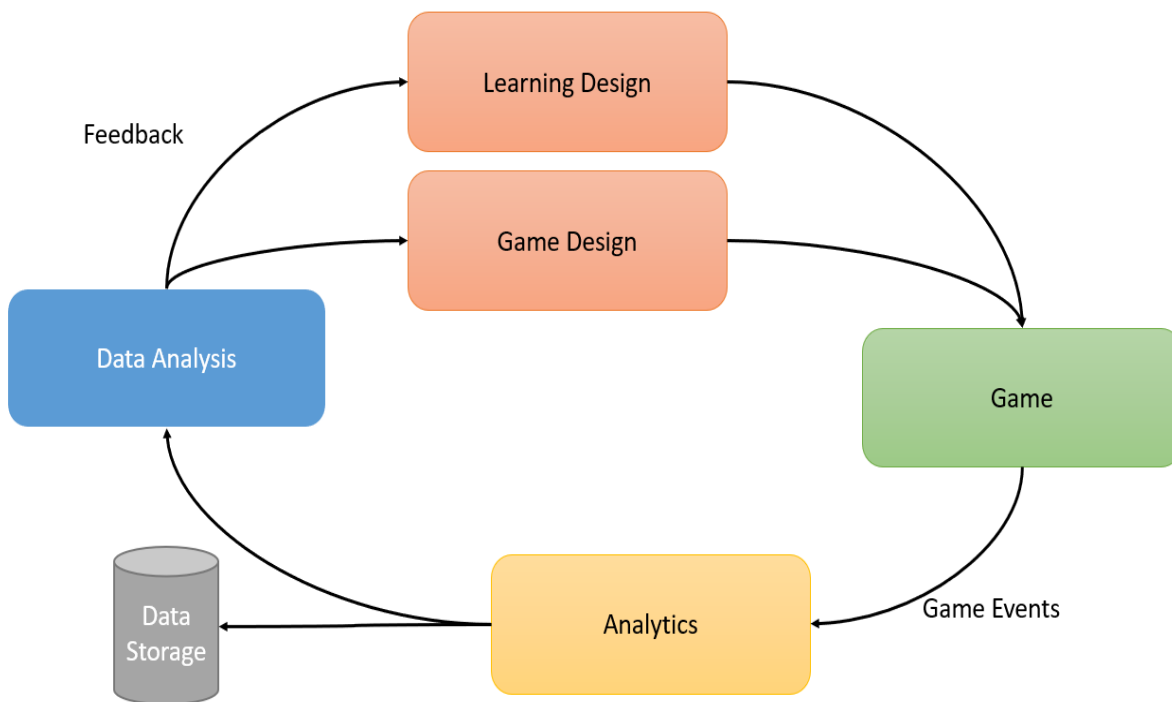 Learning Design
Feedback
Game Design
Data Analysis
Game
Data
Storage
Analytics
Game Events